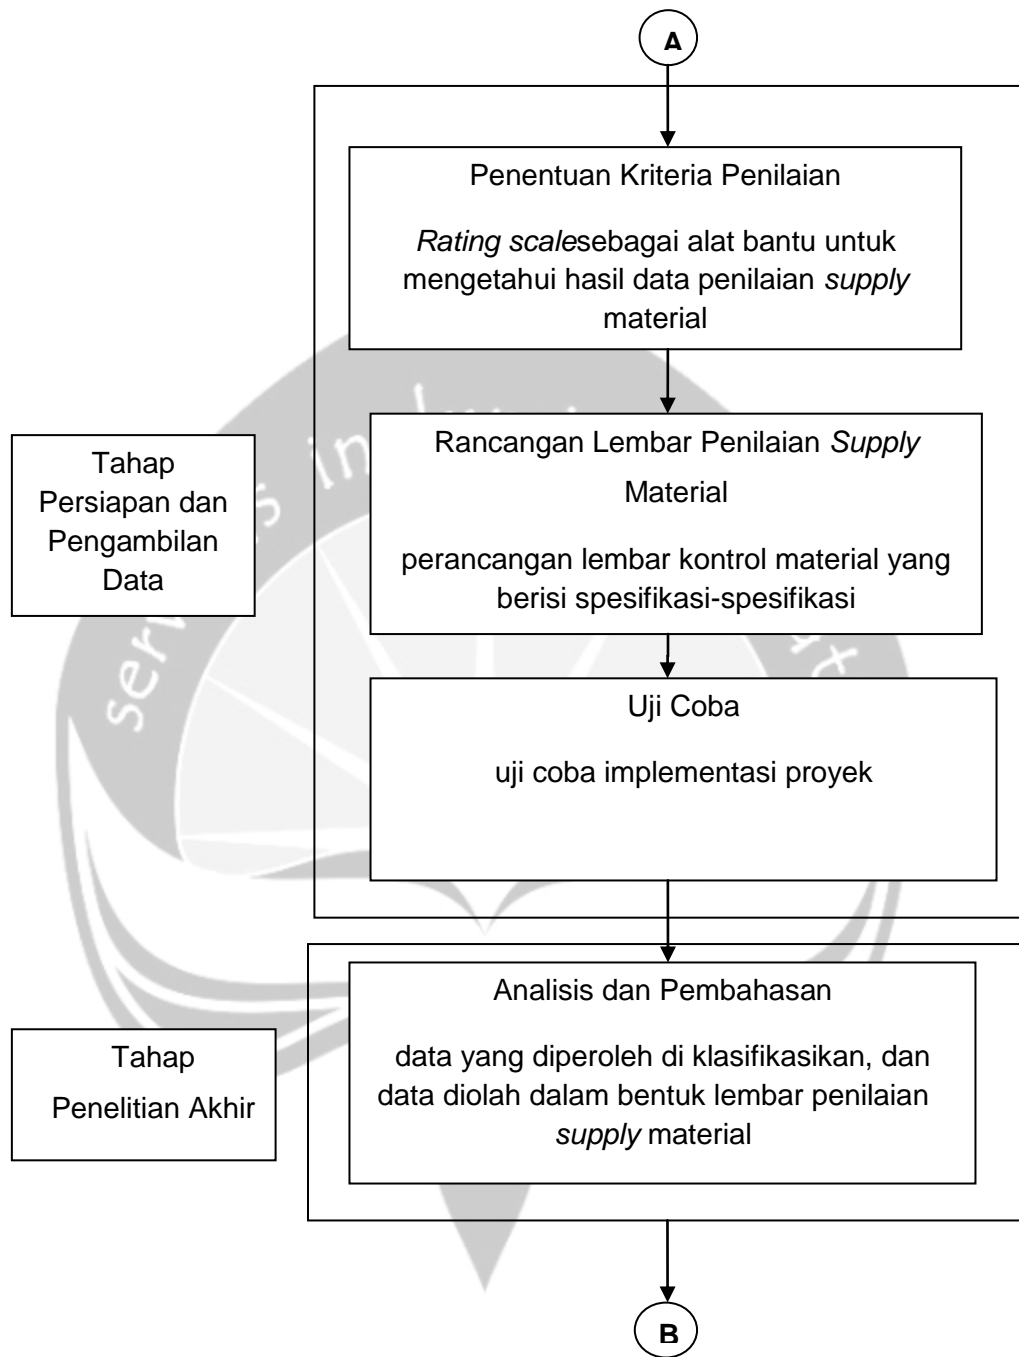 A
Penentuan Kriteria Penilaian
Rating scalesebagai alat bantu untuk
mengetahui hasil data penilaian supply
material
Tahap
Persiapan dan
Pengambilan
Data
Rancangan Lembar Penilaian Supply
Material
perancangan lembar kontrol material yang
berisi spesifikasi-spesifikasi
Uji Coba
uji coba implementasi proyek
Analisis dan Pembahasan
data yang diperoleh di klasifikasikan, dan
data diolah dalam bentuk lembar penilaian
supply material
Tahap
Penelitian Akhir
B